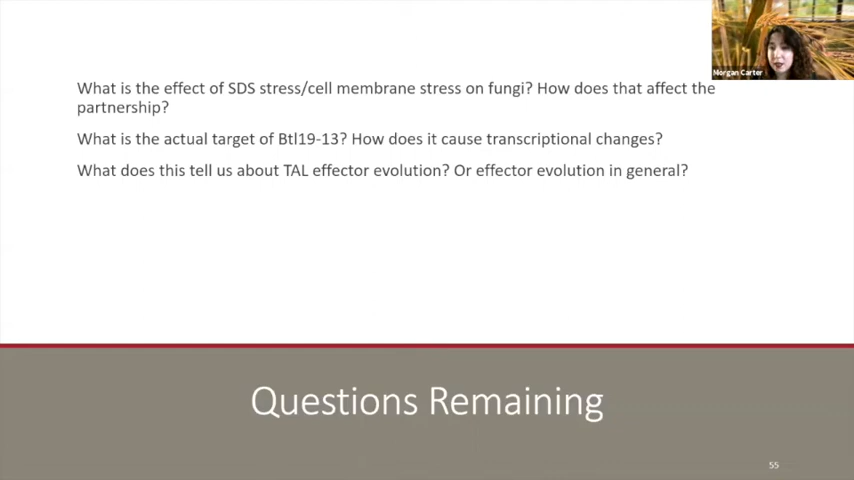 Morgan Carter
What is the effect of SDS stress/cell membrane stress on fungi? How does that affect the
partnership?
What is the actual target of Btl19-13? How does it cause transcriptional changes?
What does this tell us about TAL effector evolution? Or effector evolution in general?
Questions Remaining
55